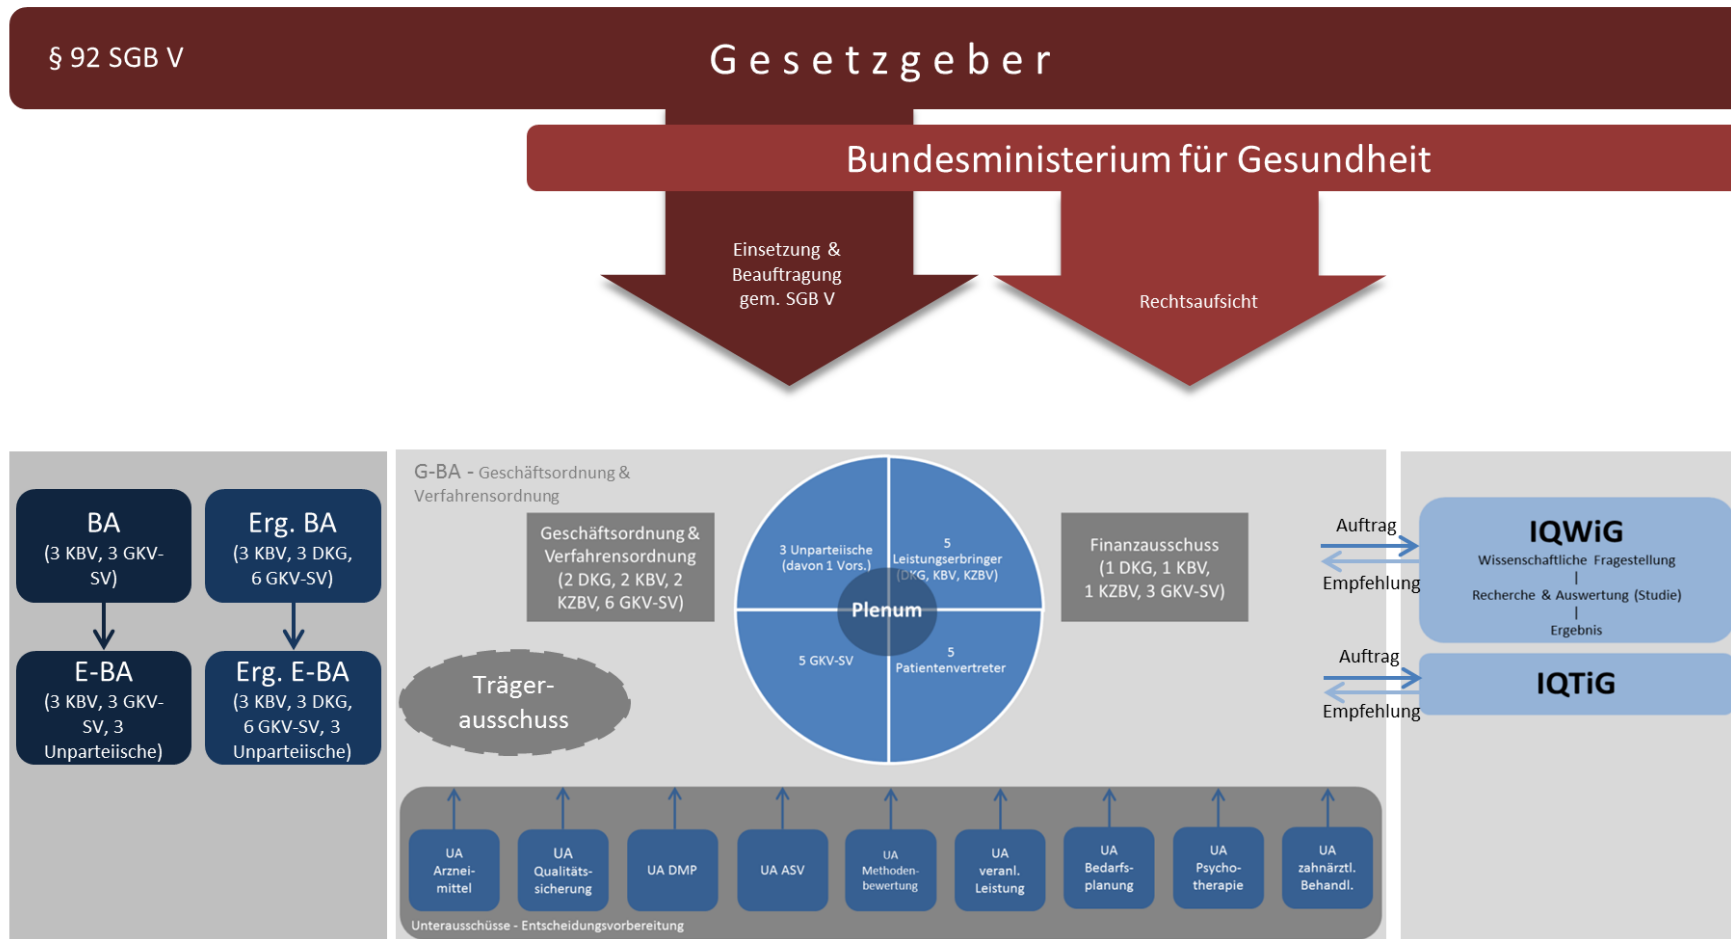 § 92 SGB V
Gesetzgeber
Bundesministerium für Gesundheit
Einsetzung &
Beauftragung
gem. SGB V
Rechtsaufsicht
BA
(3 KBV, 3 GKV-
SV)
Erg. BA
(3 KBV, 3 DKG,
6 GKV-SV)
E-BA
(3 KBV, 3 GKV-
SV, 3
Unparteiische)
Erg. E-BA
(3 KBV, 3 DKG,
6 GKV-SV, 3
Unparteiische)
G-BA - Geschäftsordnung &
Verfahrensordnung
Geschäftsordnung &
Verfahrensordnung
(2 DKG, 2 KBV, 2
KZBV, 6 GKV-SV)
3 Unparteiische
(davon 1 Vors.)
5
Leistungserbringer
(DKG, KBV, KZBV)
Plenum
5 GKV-SV
5
Patientenvertreter
Finanzausschuss
(1 DKG, 1 KBV,
1 KZBV, 3 GKV-SV)
Träger-
ausschuss
Auftrag
Empfehlung
IQWiG
Wissenschaftliche Fragestellung
|
Recherche & Auswertung (Studie)
|
Ergebnis
Auftrag
Empfehlung
IQTiG
UA
Arznei-
mittel
UA
Qualitäts-
sicherung
UA DMP
UA ASV
UA
Methoden-
bewertung
UA
veranl.
Leistung
UA
Bedarfs-
planung
UA
Psycho-
therapie
UA
zahnärztl.
Behandl.
Unterausschüsse - Entscheidungsvorbereitung